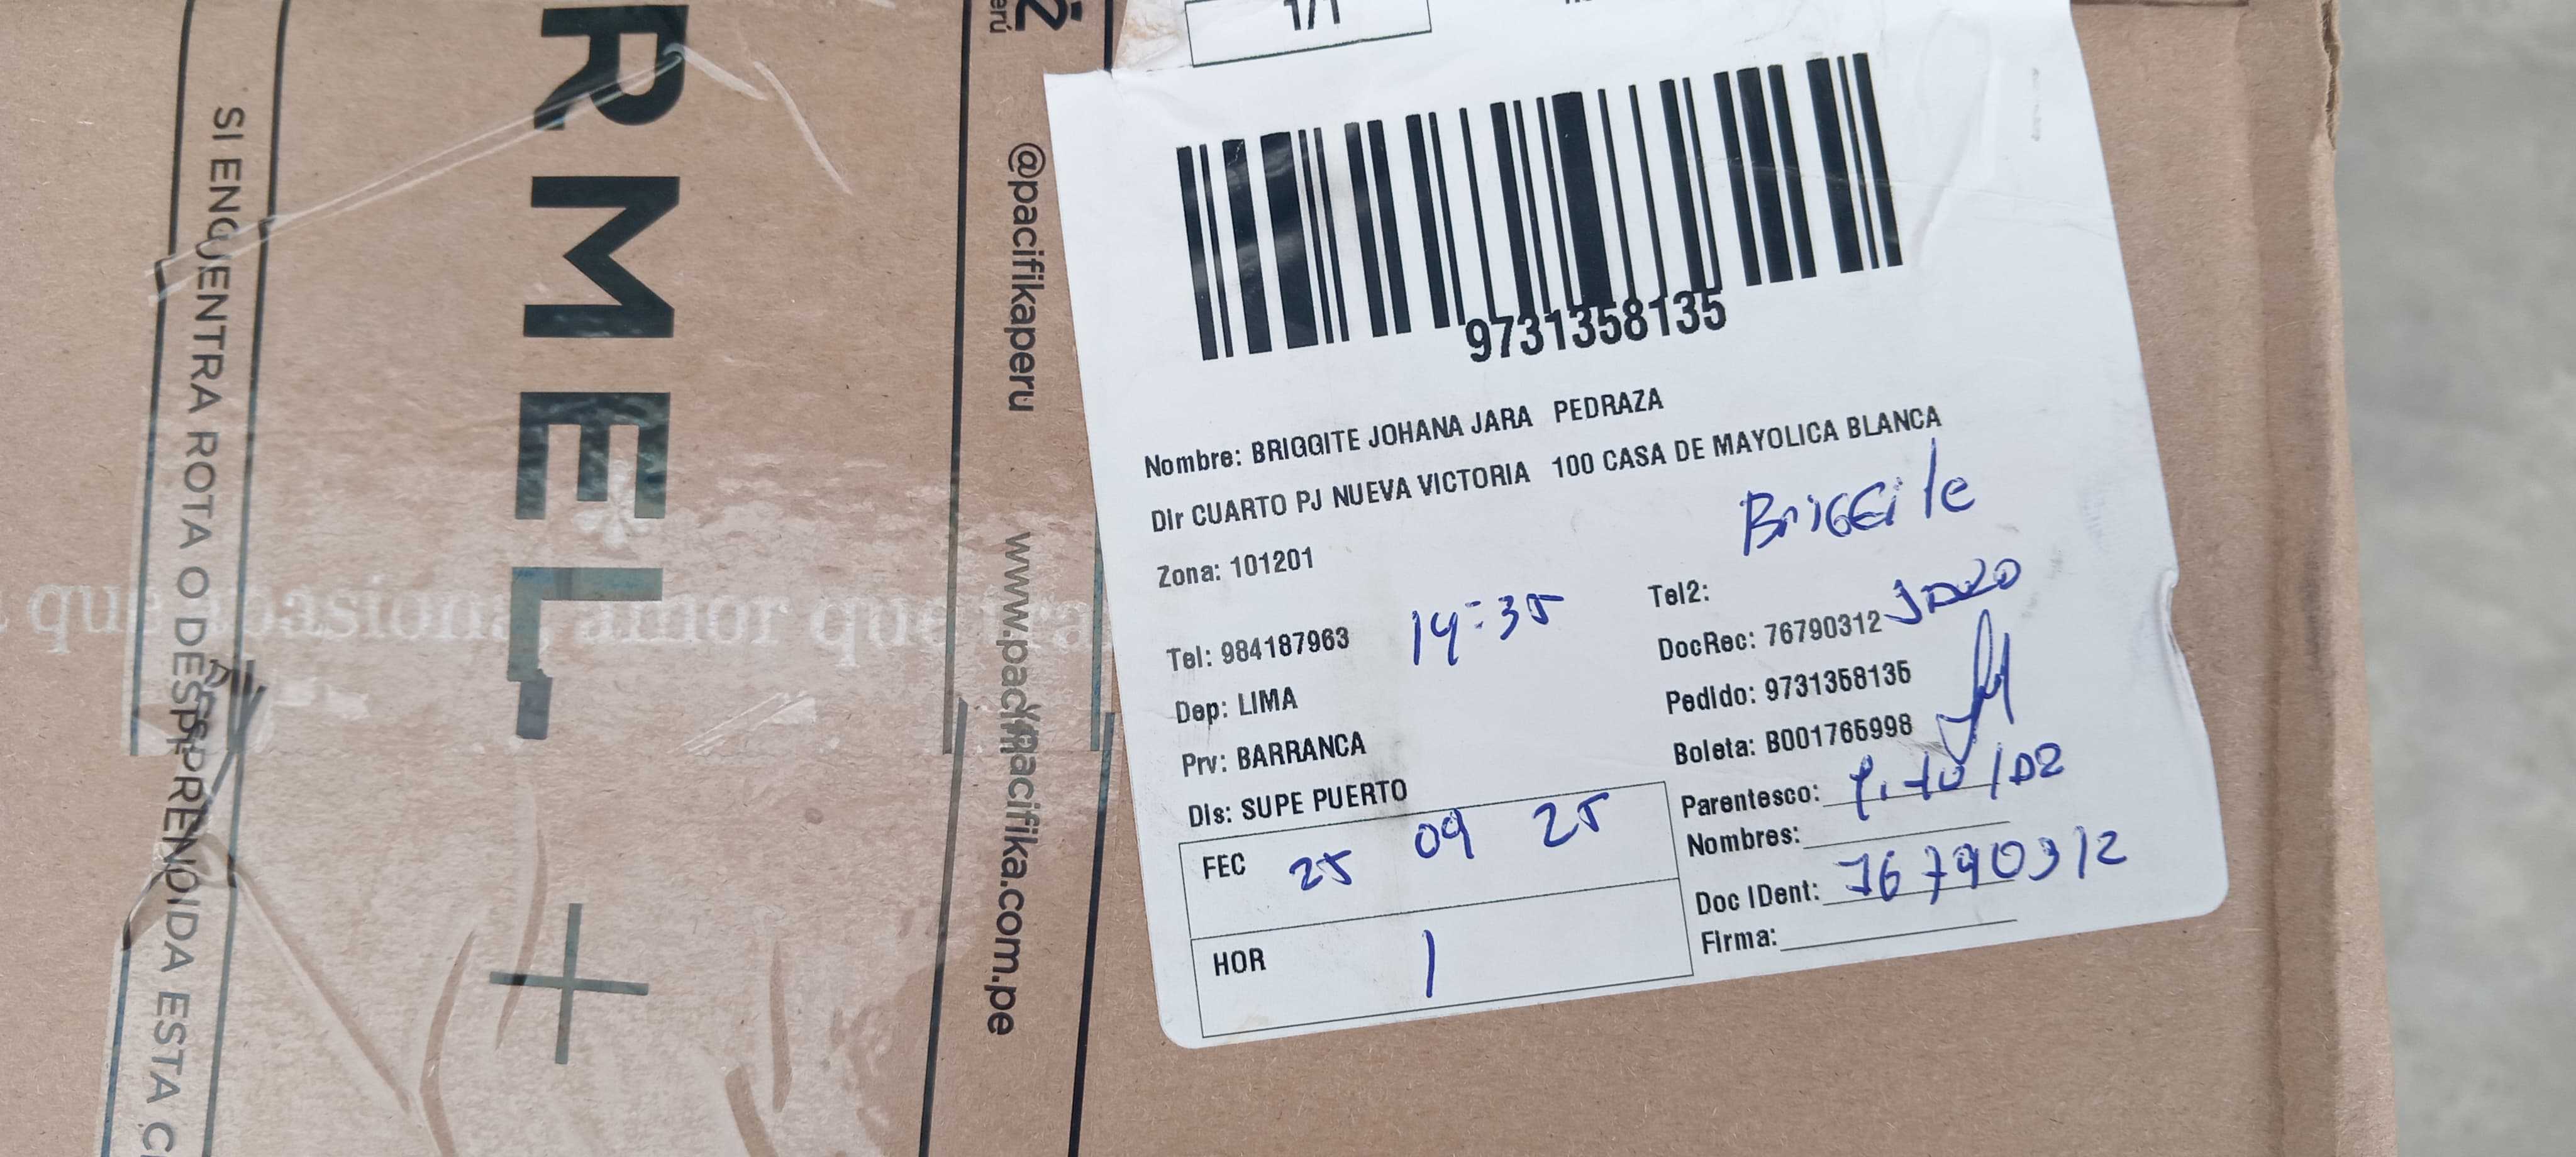 1/1
9731358135
Nombre: BRIGGITE JOHANA JARA PEDRAZA
Dir CUARTO PJ NUEVA VICTORIA 100 CASA DE MAYOLICA BLANCA
Briggite
Zona: 101201
Tel2:
Tel: 984187963 14:35
DocRec: 76790312
Dep: LIMA
Pedido: 9731358135
Prv: BARRANCA
Boleta: B001765998
Dis: SUPE PUERTO
Parentesco:
Nombres:
FEC 25 09 25
Doc IDent: 76790312
HOR
Firma:
@pacifikaperu
www.pacifika.com.pe
RMEL
+
SI ENCUENTRA ROTA O DESPRENDIDA ESTA